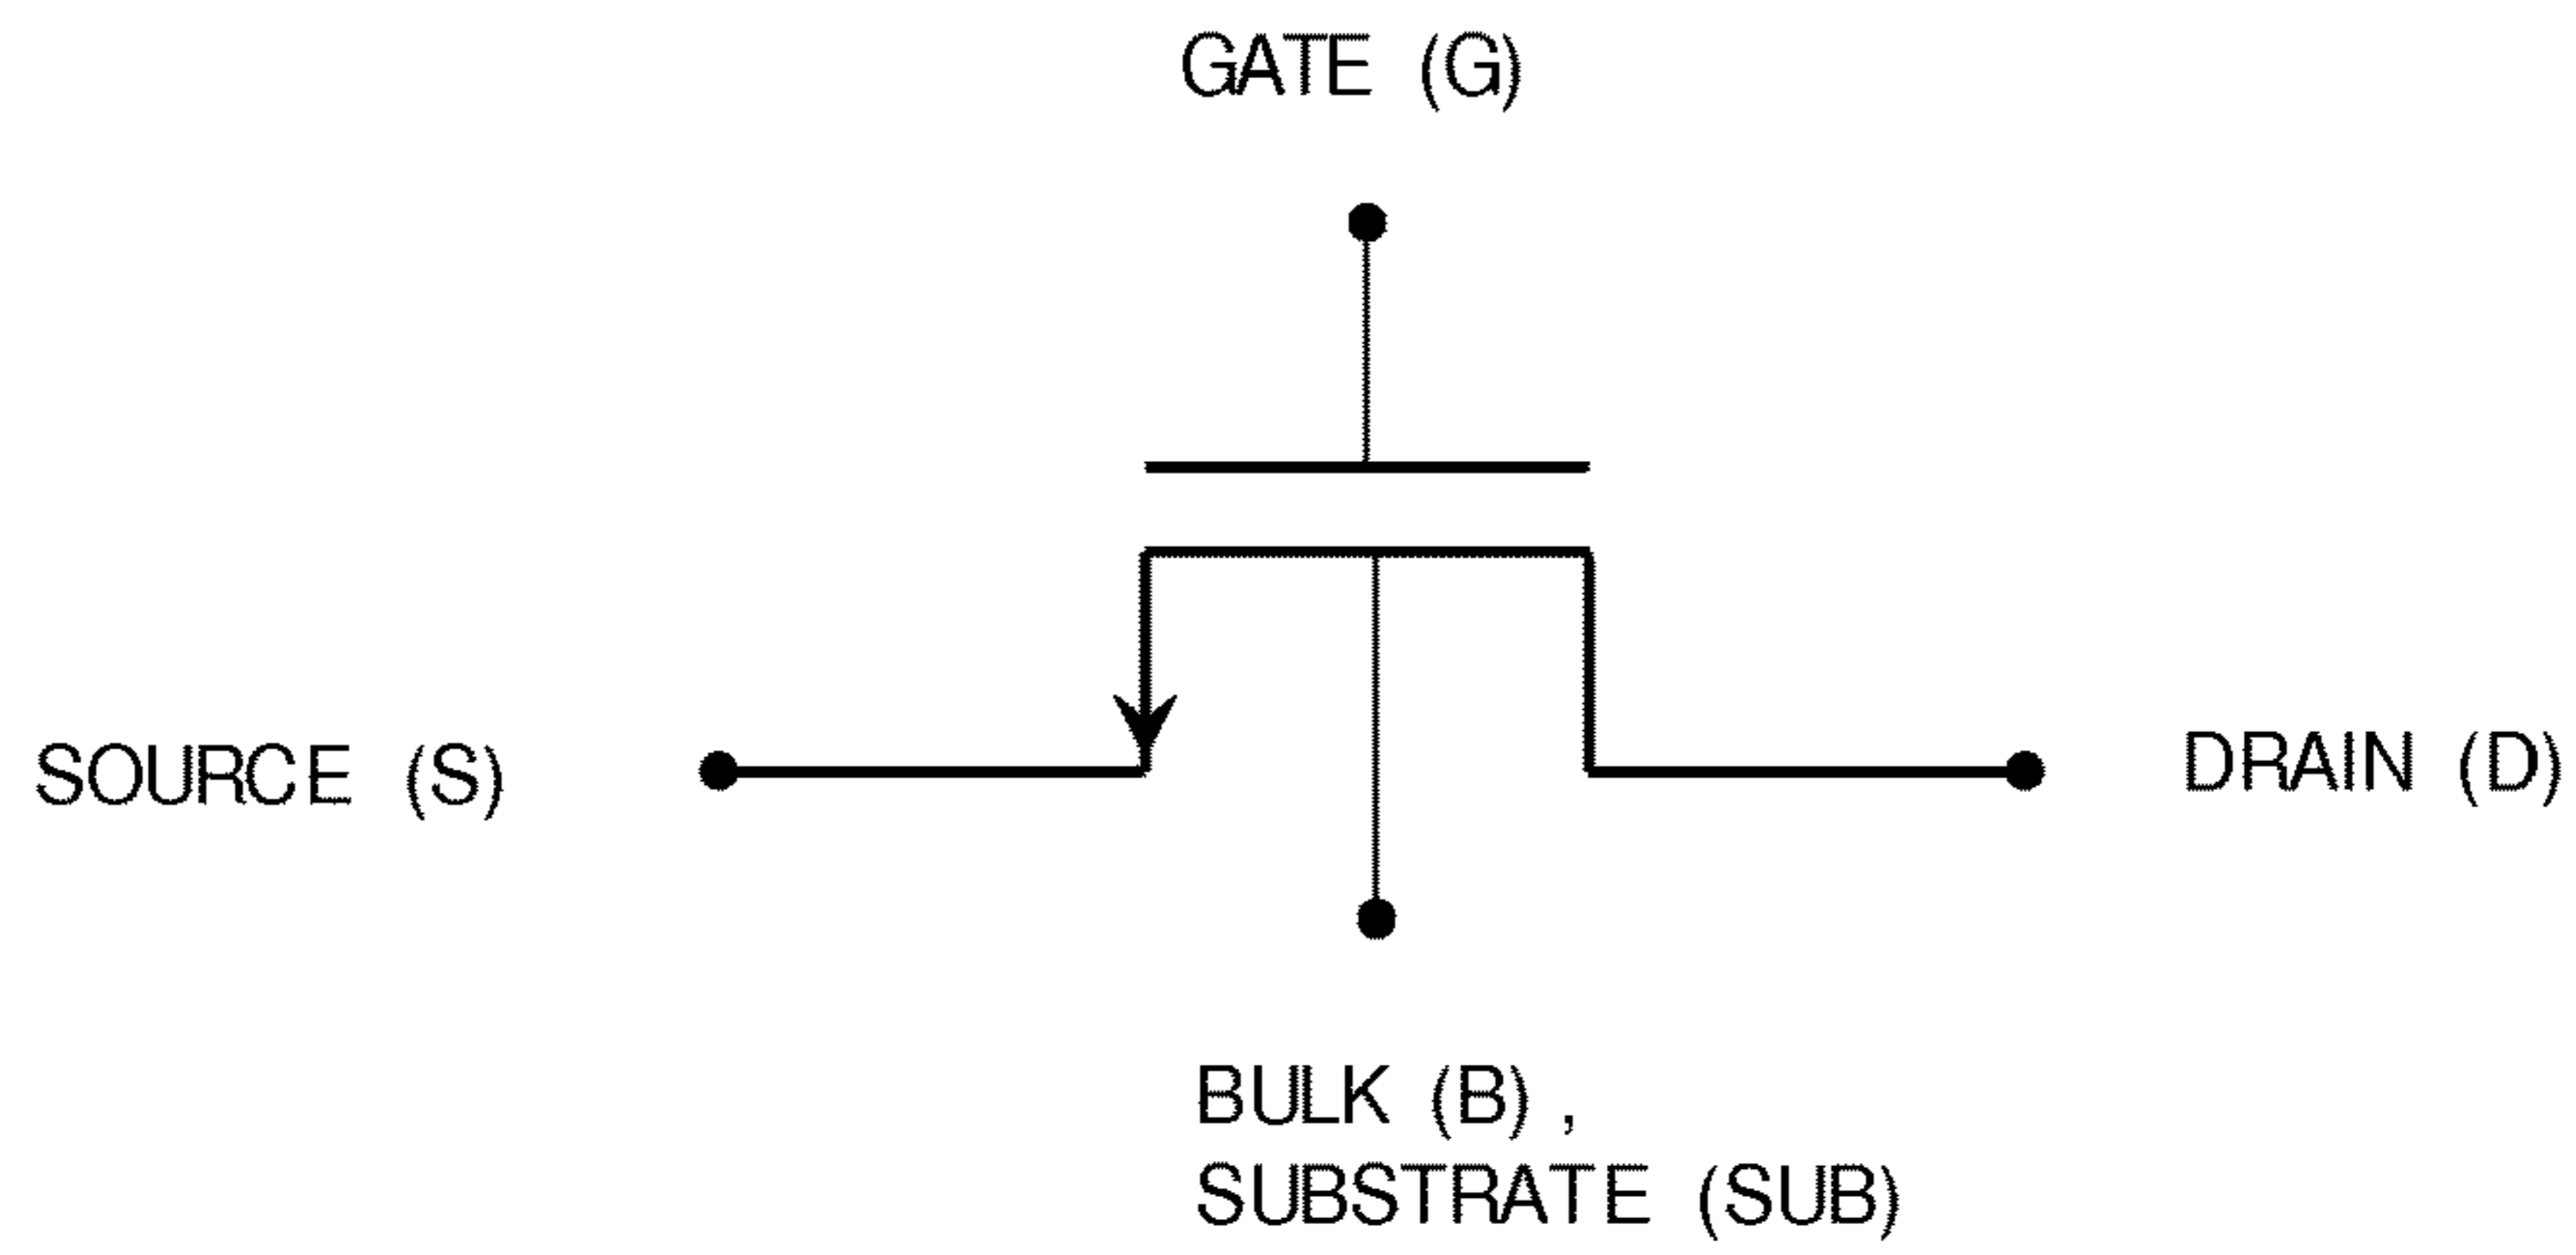 GATE (G)
SOURCE (S)
DRAIN (D)
BULK (B) ,
SUBSTRATE (SUB)